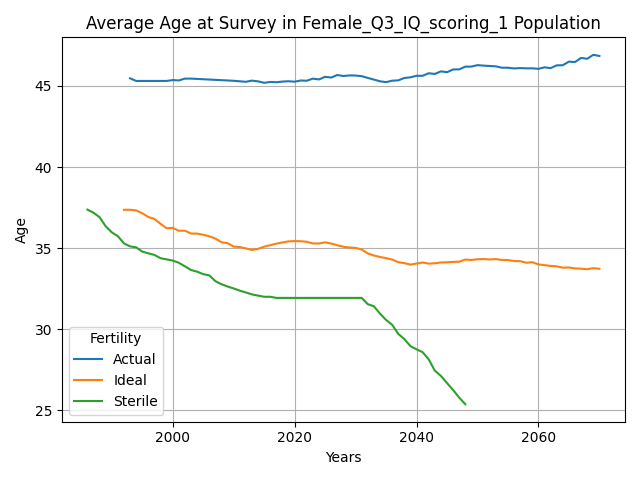 Average Age at Survey in Female_Q3_IQ_scoring_1 Population
Age
45
40
35
30
25
Fertility
Actual
Ideal
Sterile
2000
2020
2040
2060
Years